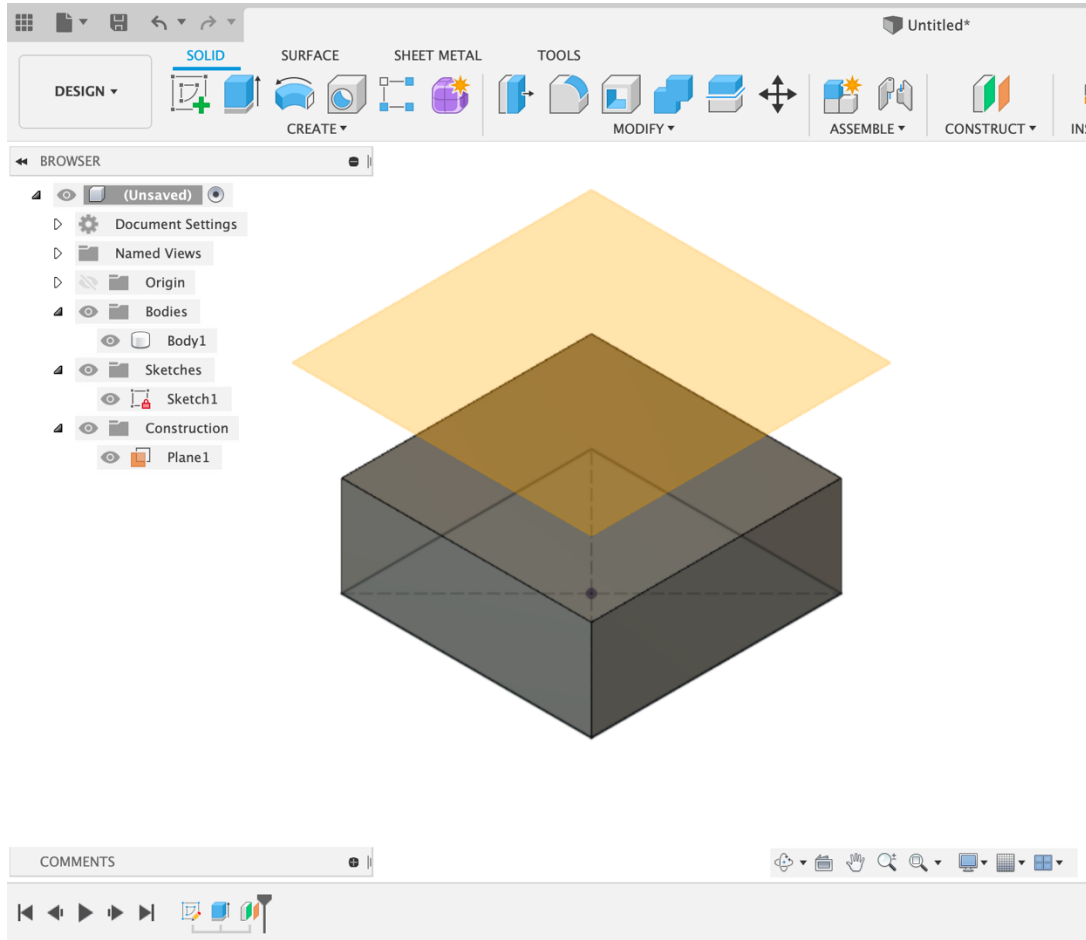 Untitled*
SOLID SURFACE SHEET METAL TOOLS
DESIGN
CREATE MODIFY ASSEMBLE CONSTRUCT INS
BROWSER
(Unsaved)
Document Settings
Named Views
Origin
Bodies
Body1
Sketches
Sketch1
Construction
Plane1
COMMENTS